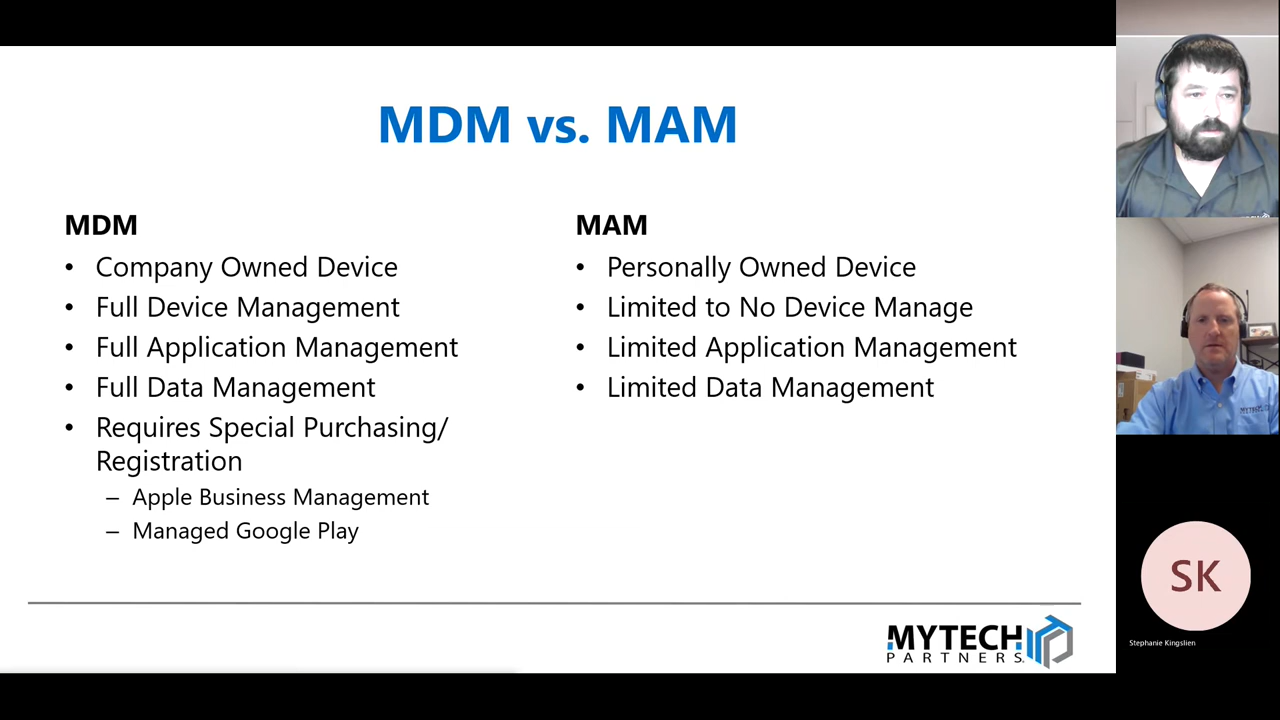 MDM vs. MAM
MDM
• Company Owned Device
• Full Device Management
• Full Application Management
• Full Data Management
• Requires Special Purchasing/
Registration
– Apple Business Management
– Managed Google Play
MAM
• Personally Owned Device
• Limited to No Device Manage
• Limited Application Management
• Limited Data Management
MYTECH
PARTNERS
MYTECH
SK
Stephanie Kingslien